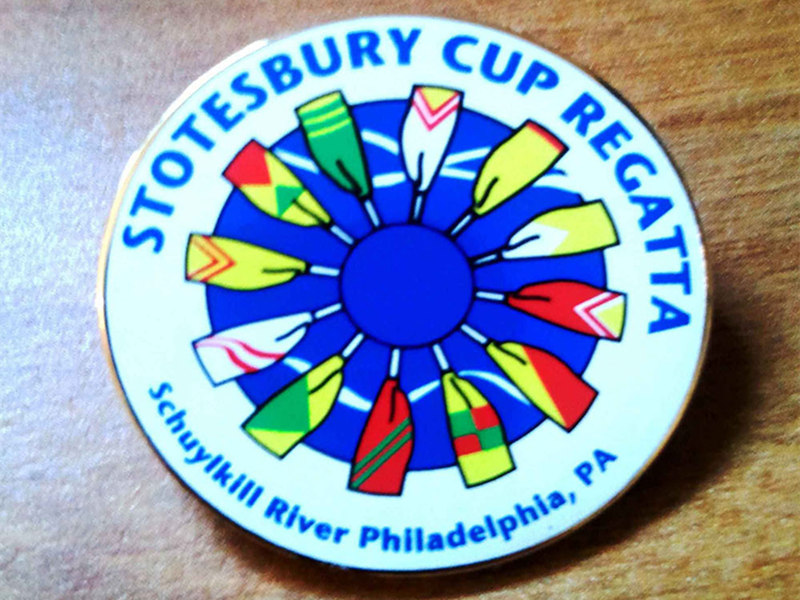 STOTESBURY CUP REGATTA
Schuylkill River Philadelphia, PA